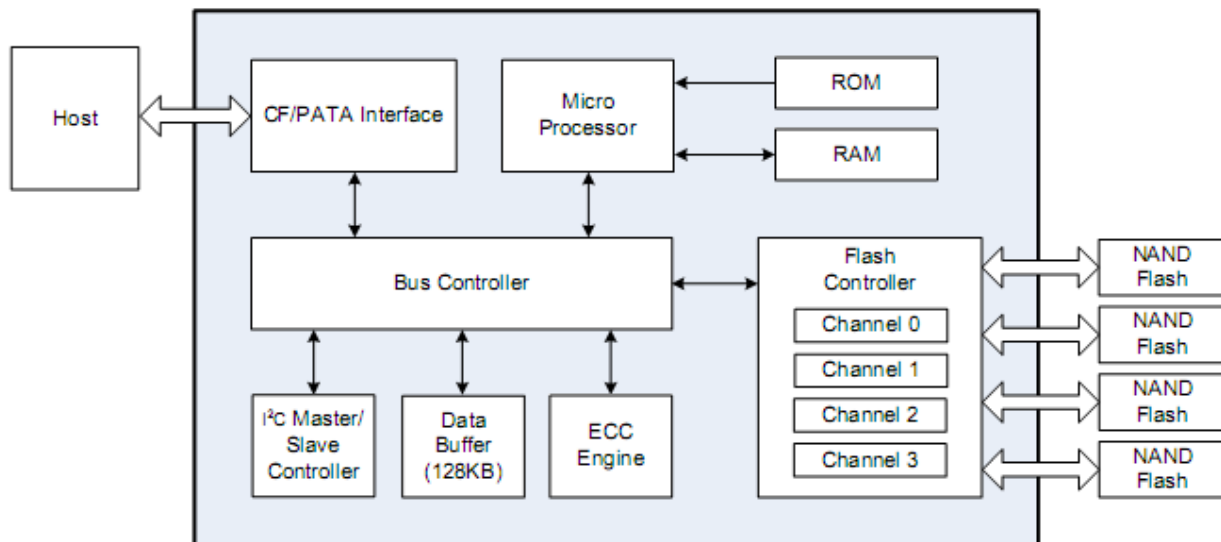 Host
CF/PATA Interface
Micro
Processor
ROM
RAM
Bus Controller
Flash
Controller
Channel 0
Channel 1
Channel 2
Channel 3
NAND
Flash
NAND
Flash
NAND
Flash
NAND
Flash
I²C Master/
Slave
Controller
Data
Buffer
(128KB)
ECC
Engine